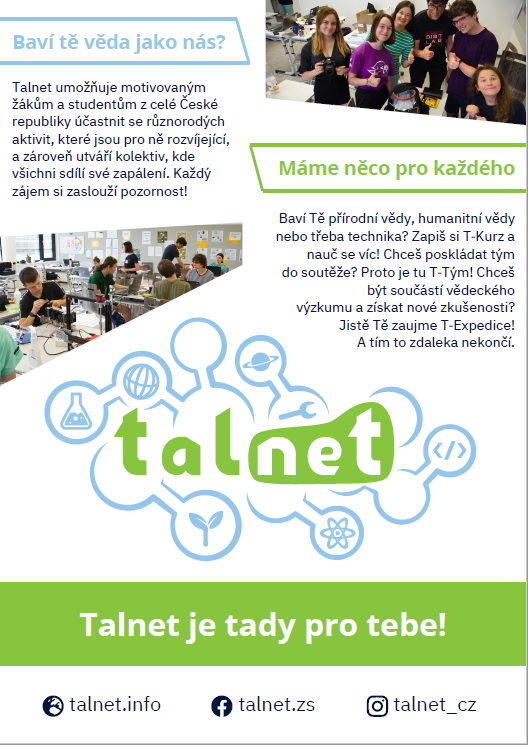 Baví tě věda jako nás?
Talnet umožňuje motivovaným
žákům a studentům z celé České
republiky účastnit se různorodých
aktivit, které jsou pro ně rozvíjející,
a zároveň utváří kolektiv, kde
všichni sdílí své zapálení. Každý
zájem si zaslouží pozornost!
Máme něco pro každého
Baví Tě přírodní vědy, humanitní vědy
nebo třeba technika? Zapiš si T-Kurz a
nauč se víc! Chceš poskládat tým
do soutěže? Proto je tu T-Tým! Chceš
být součástí vědeckého
výzkumu a získat nové zkušenosti?
Jistě Tě zaujme T-Expedice!
A tím to zdaleka nekončí.
talnet
</>
Talnet je tady pro tebe!
talnet.info talnet.zs talnet_cz